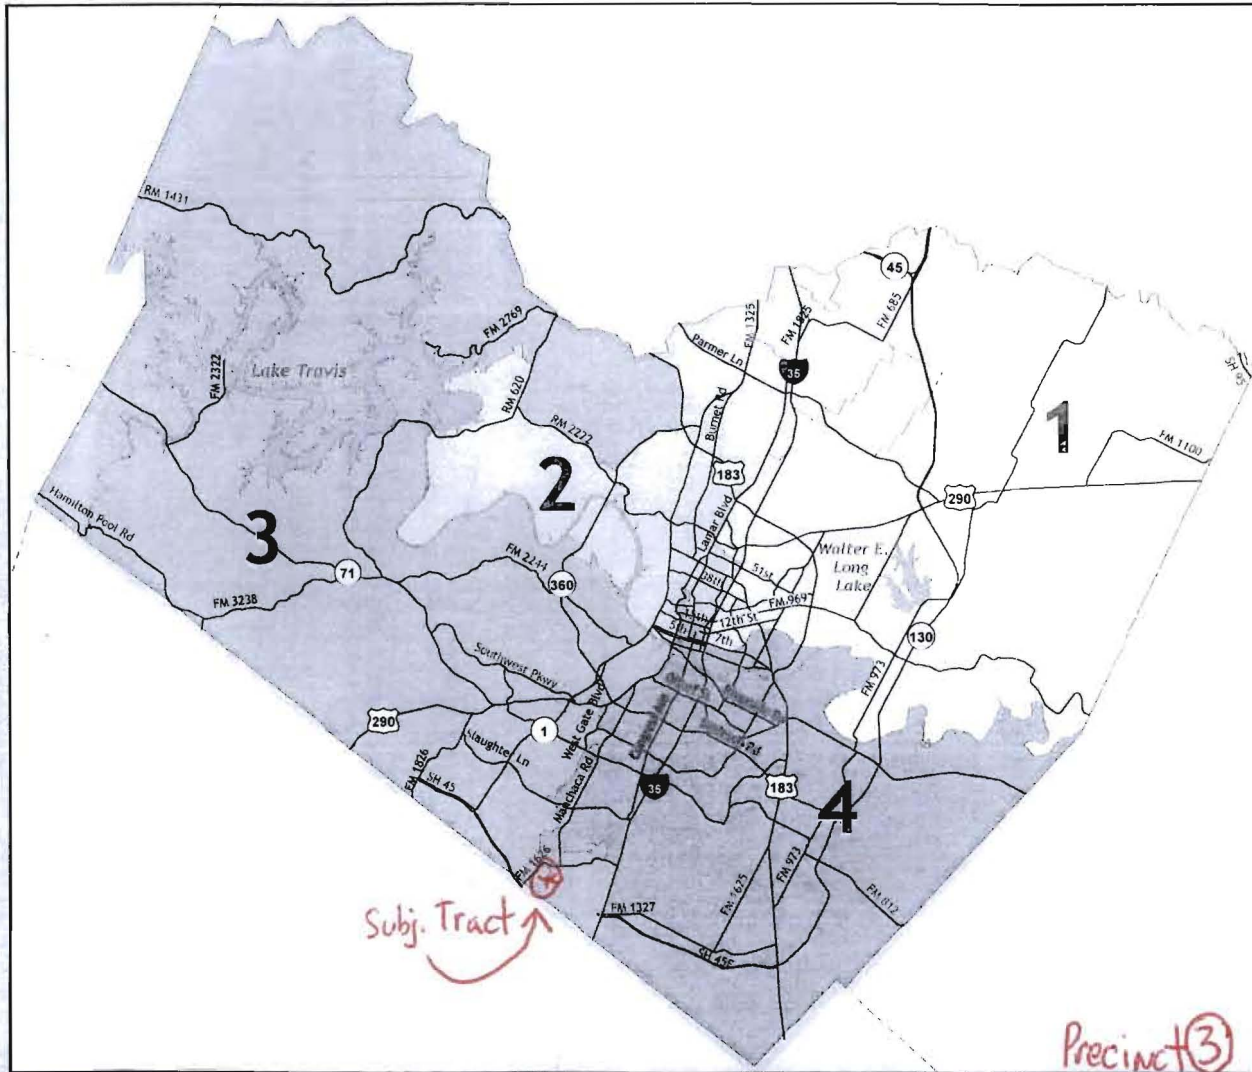 RM 1431
45
FM 685
FM 1325
FM 1825
FM 2769
Parmer Ln
35
SH 95
FM 2322
Lake Travis
RM 620
Burnet Rd
RM 2222
1
FM 1100
183
2
290
Hamilton Pool Rd
Lamar Blvd
3
Walter E.
Long
Lake
51st
FM 2244
71
360
38th
FM 969
FM 3238
15th
12th St
5th
7th
130
Southwest Pkwy
FM 973
290
1
West Gate Blvd
Slaughter Ln
FM 1826
SH 45
Manchaca Rd
35
183
4
FM 1626
FM 1625
FM 973
FM 812
FM 1327
SH 45E
Subj. Tract
Precinct 3